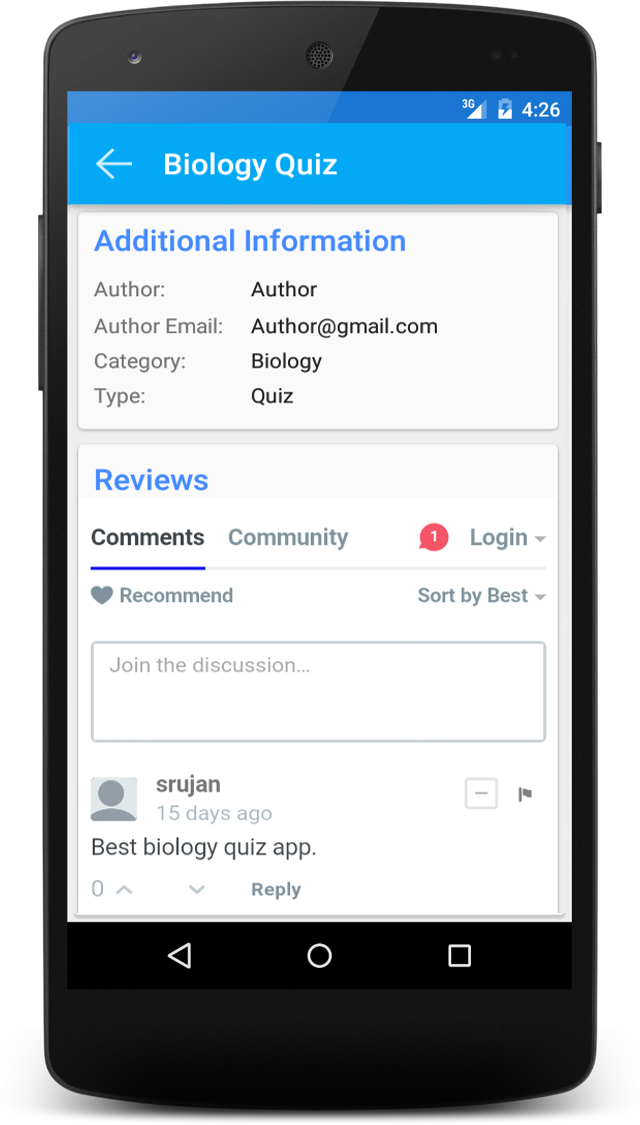 3G 4:26
Biology Quiz
Additional Information
Author: Author
Author Email: Author@gmail.com
Category: Biology
Type: Quiz
Reviews
Comments Community 1 Login
Recommend Sort by Best
Join the discussion...
srujan
15 days ago
Best biology quiz app.
0 Reply